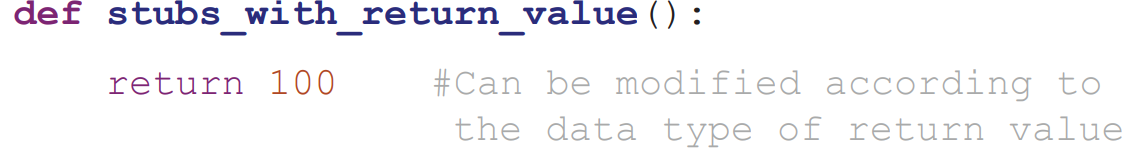 def stubs_with_return_value():
return 100 #Can be modified according to
the data type of return value